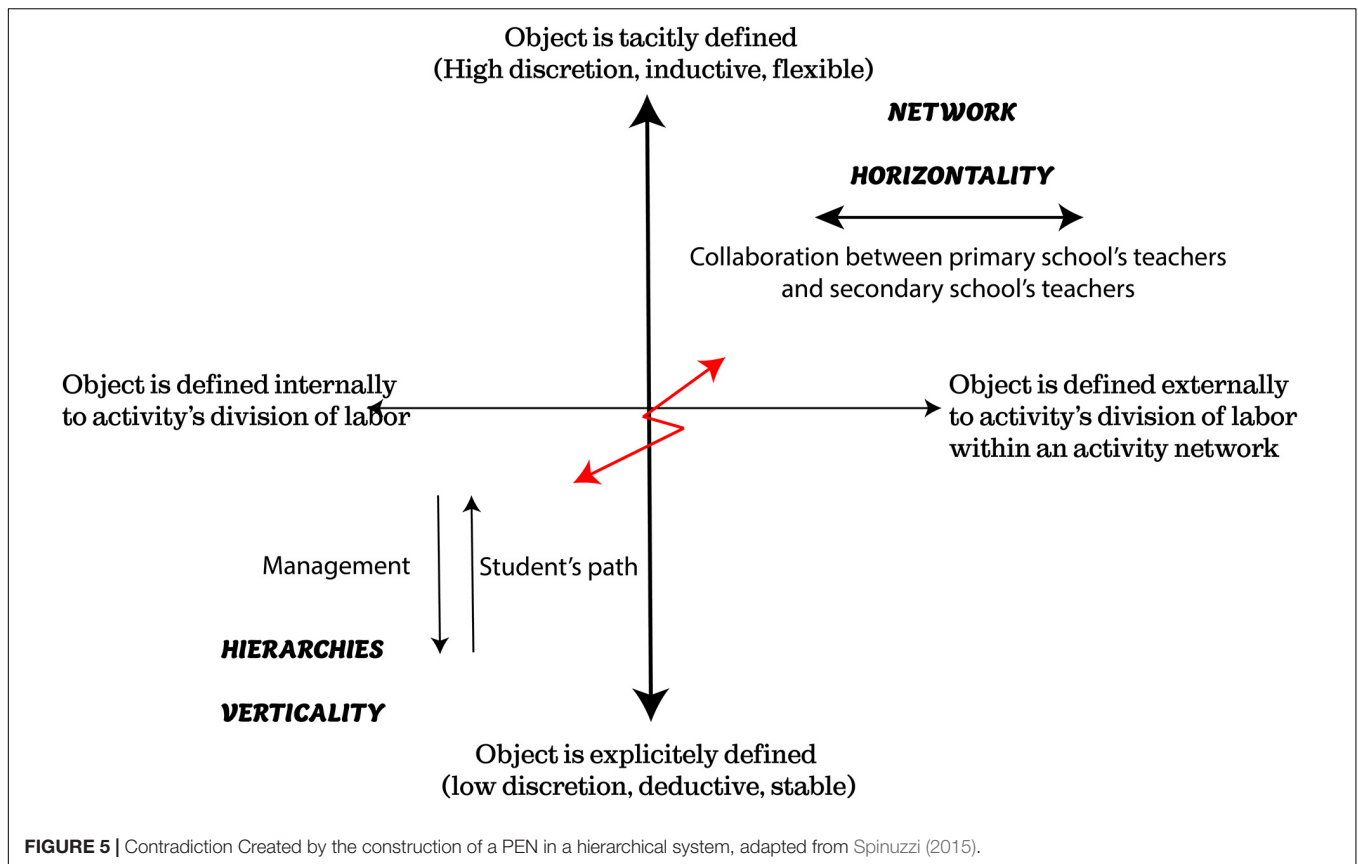 Object is tacitly defined
(High discretion, inductive, flexible)
NETWORK
HORIZONTALITY
Collaboration between primary school's teachers
and secondary school's teachers
Object is defined internally
to activity's division of labor
Object is defined externally
to activity's division of labor
within an activity network
Management
Student's path
HIERARCHIES
VERTICALITY
Object is explicitely defined
(low discretion, deductive, stable)
FIGURE 5 | Contradiction Created by the construction of a PEN in a hierarchical system, adapted from Spinuzzi (2015).